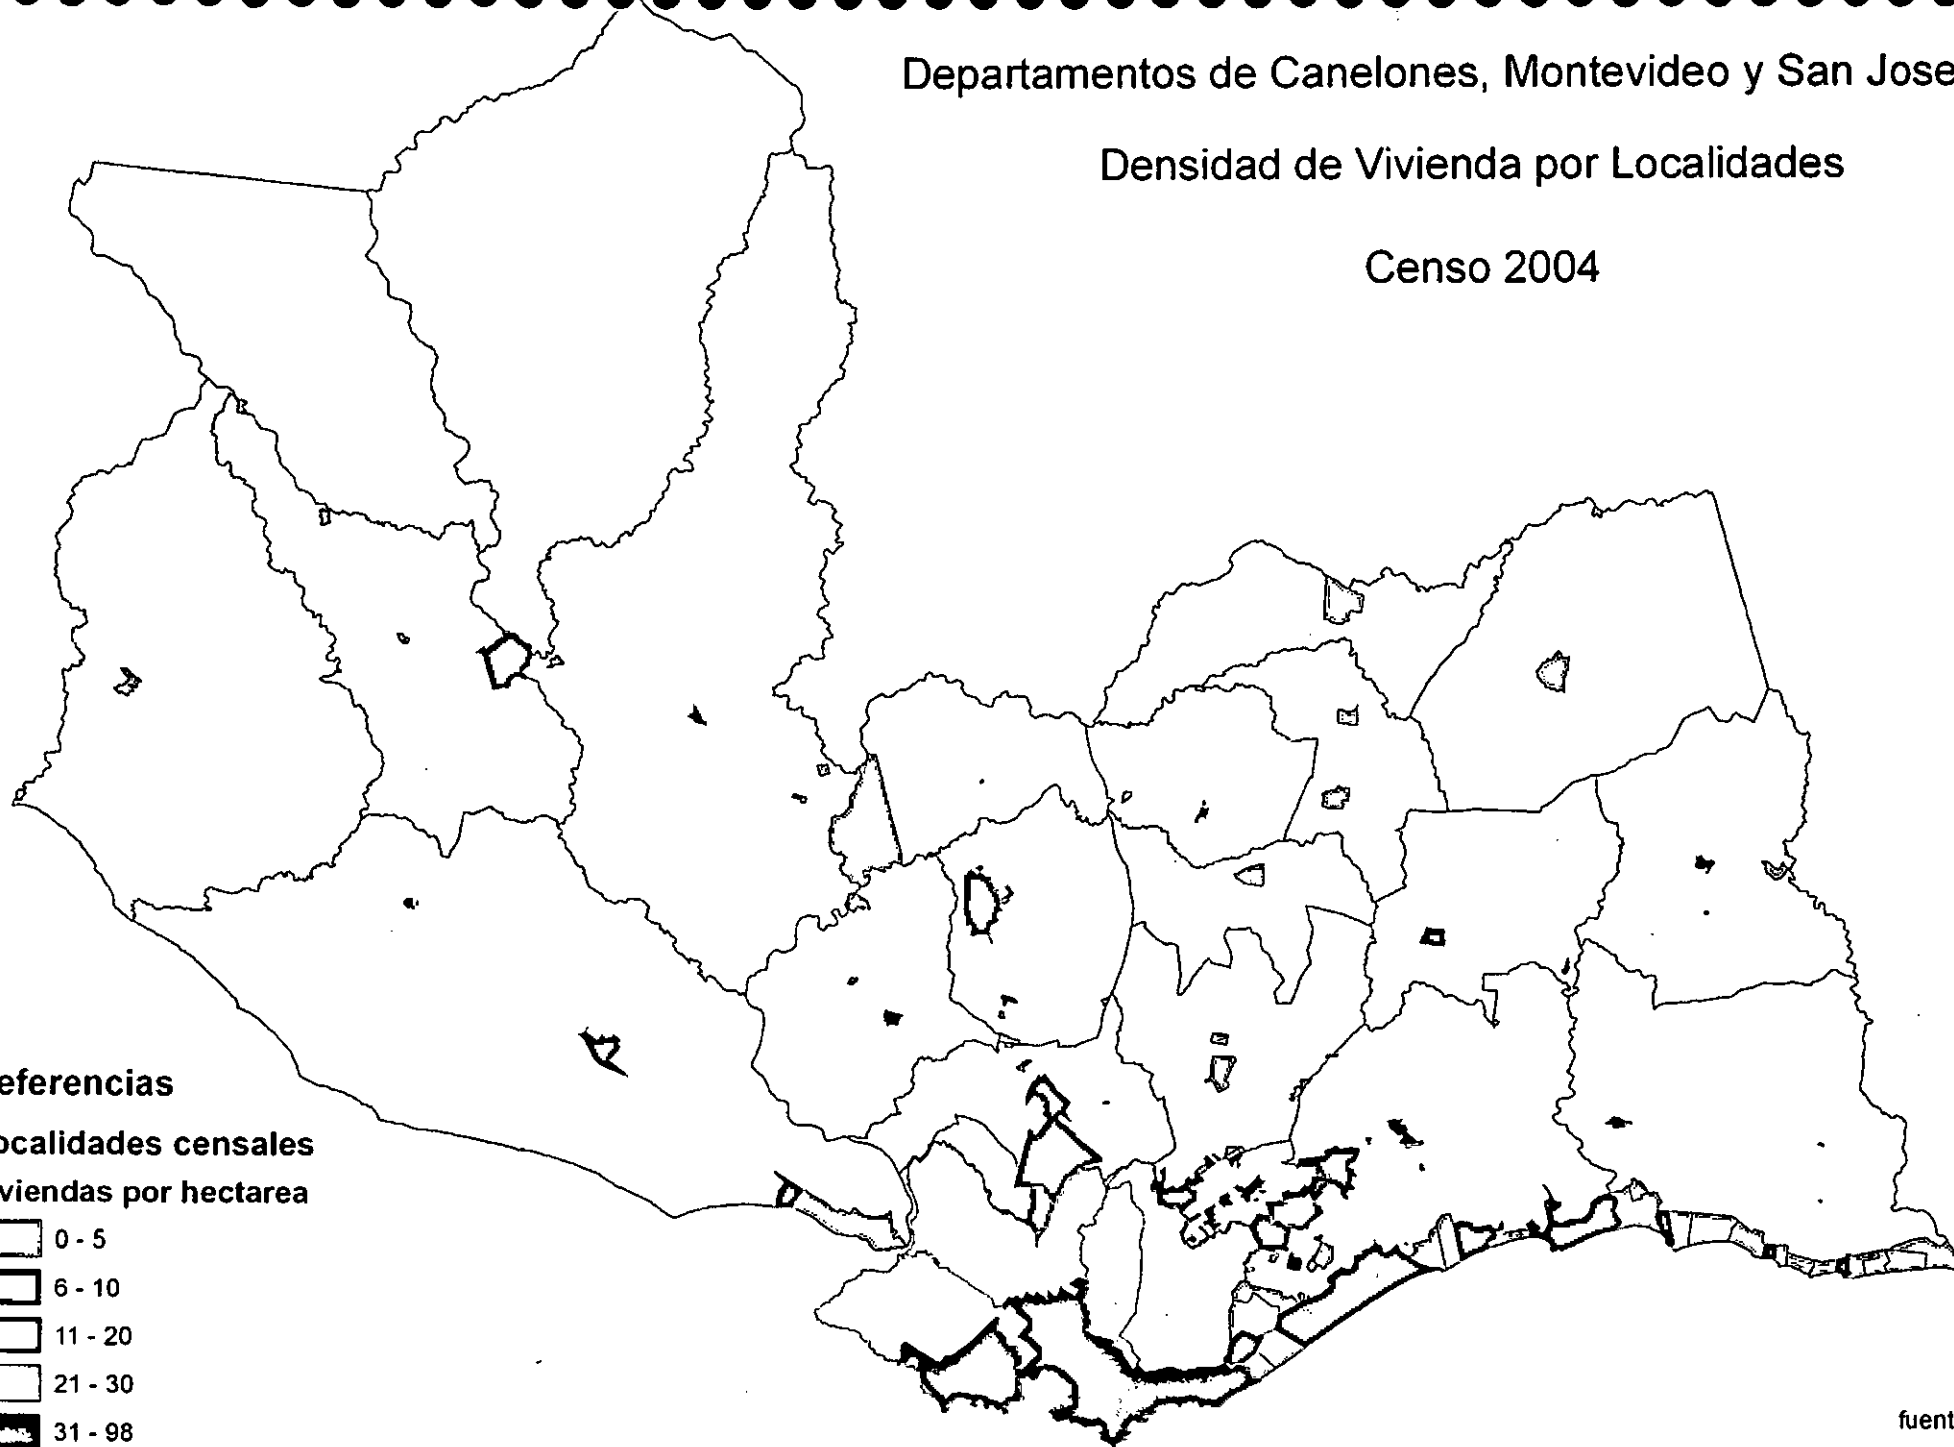 Departamentos de Canelones, Montevideo y San Jose
Densidad de Vivienda por Localidades
Censo 2004
eferencias
ocalidades censales
viendas por hectarea
0 - 5
6 - 10
11 - 20
21 - 30
31 - 98
fuent